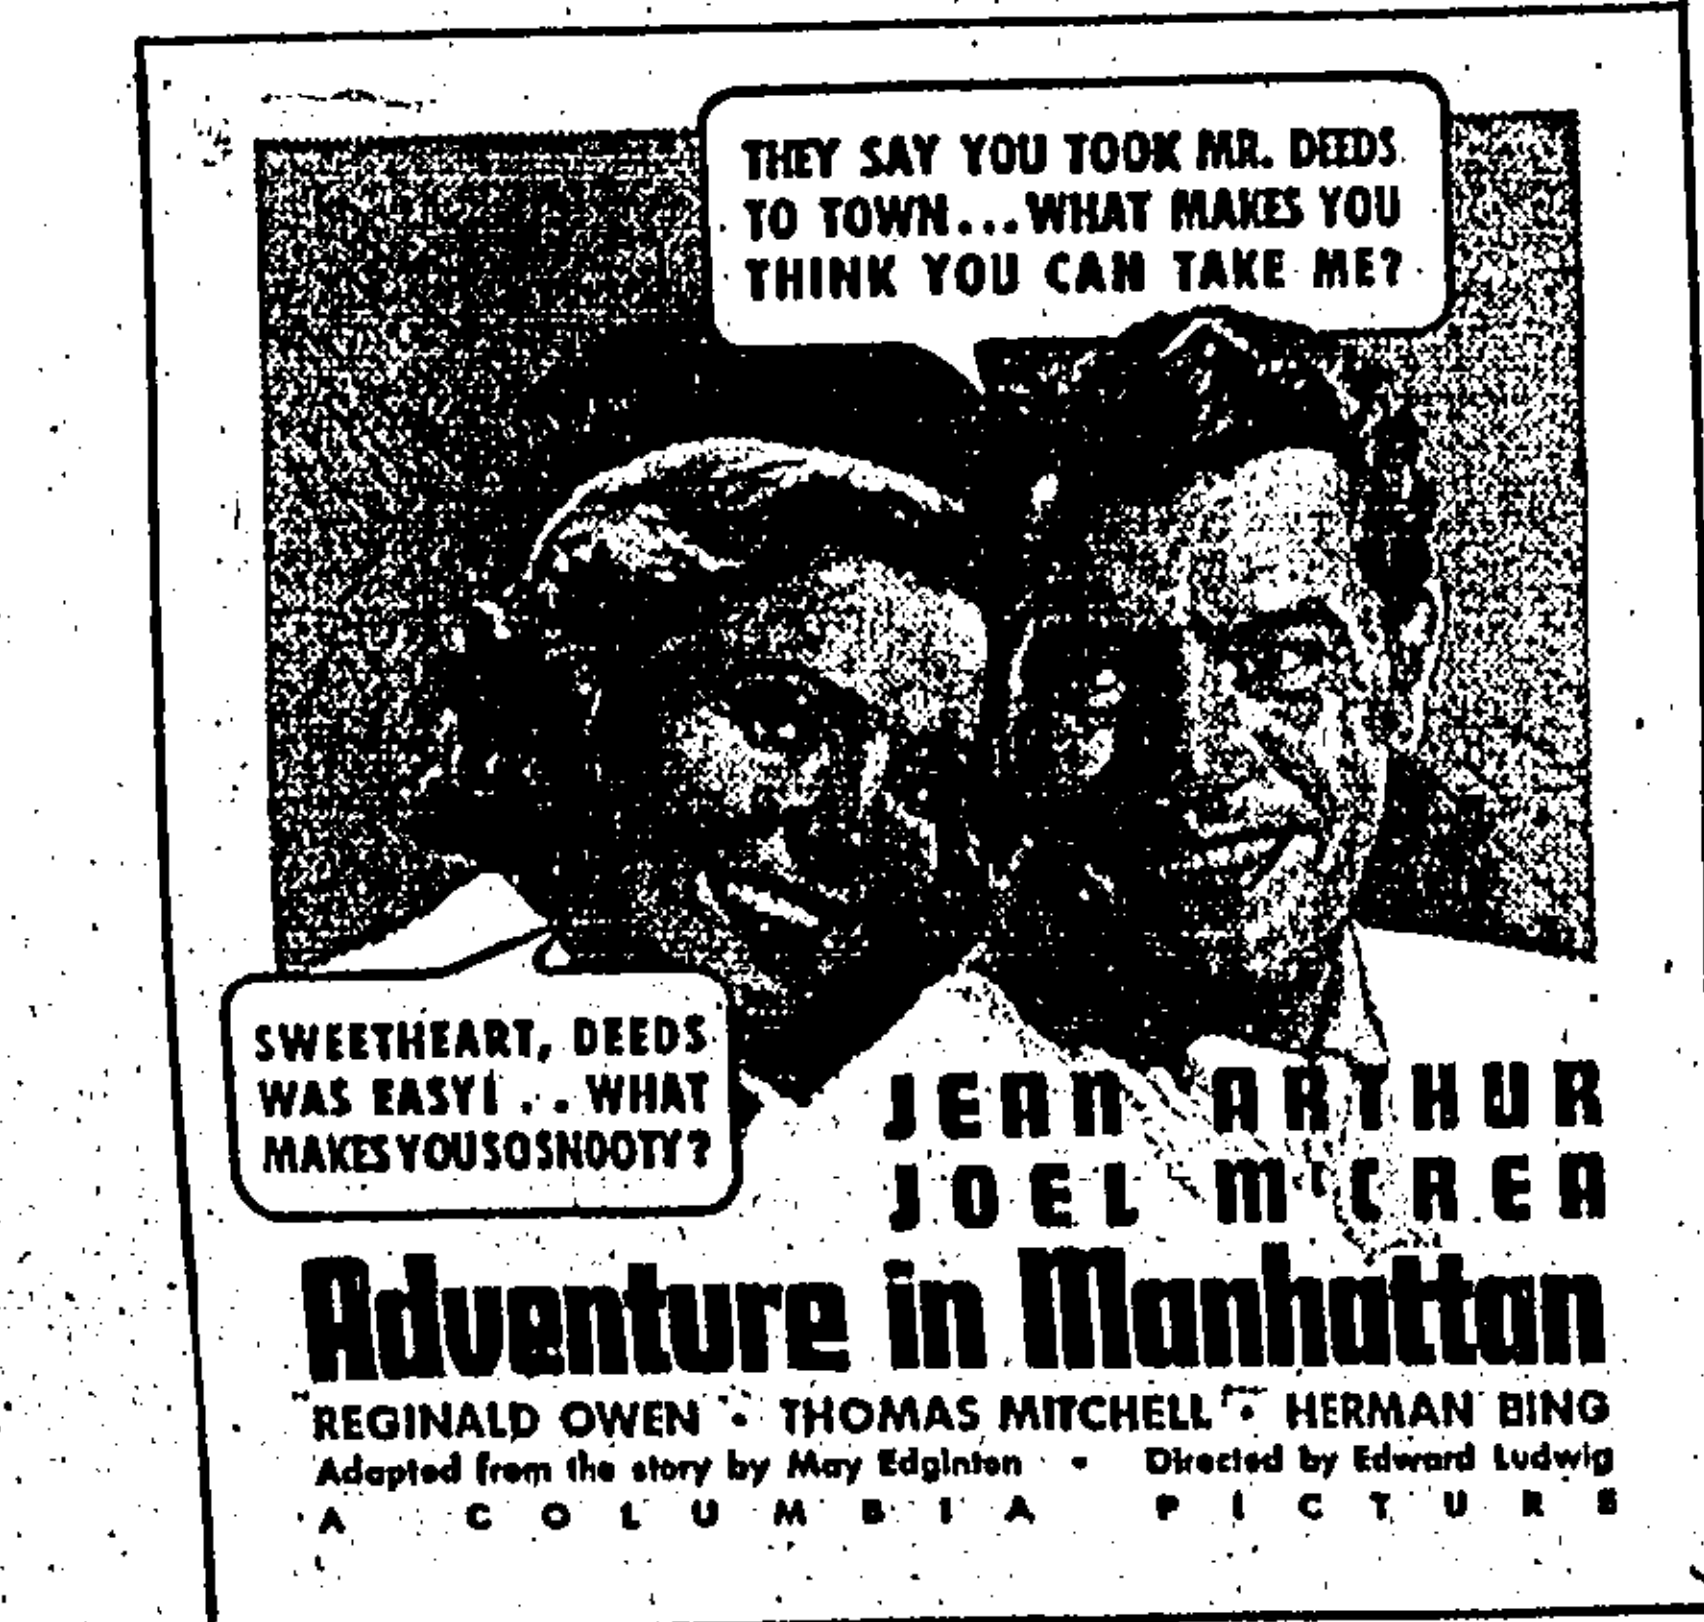 THEY SAY YOU TOOK MR. DEEDS
TO TOWN...WHAT MAKES YOU
THINK YOU CAN TAKE ME?
SWEETHEART, DEEDS
WAS EASY! .. WHAT
MAKES YOU SO SNOOTY?
JEAN ARTHUR
JOEL McCREA
Adventure in Manhattan
REGINALD OWEN • THOMAS MITCHELL • HERMAN BING
Adapted from the story by May Edginton • Directed by Edward Ludwig
A COLUMBIA PICTURE